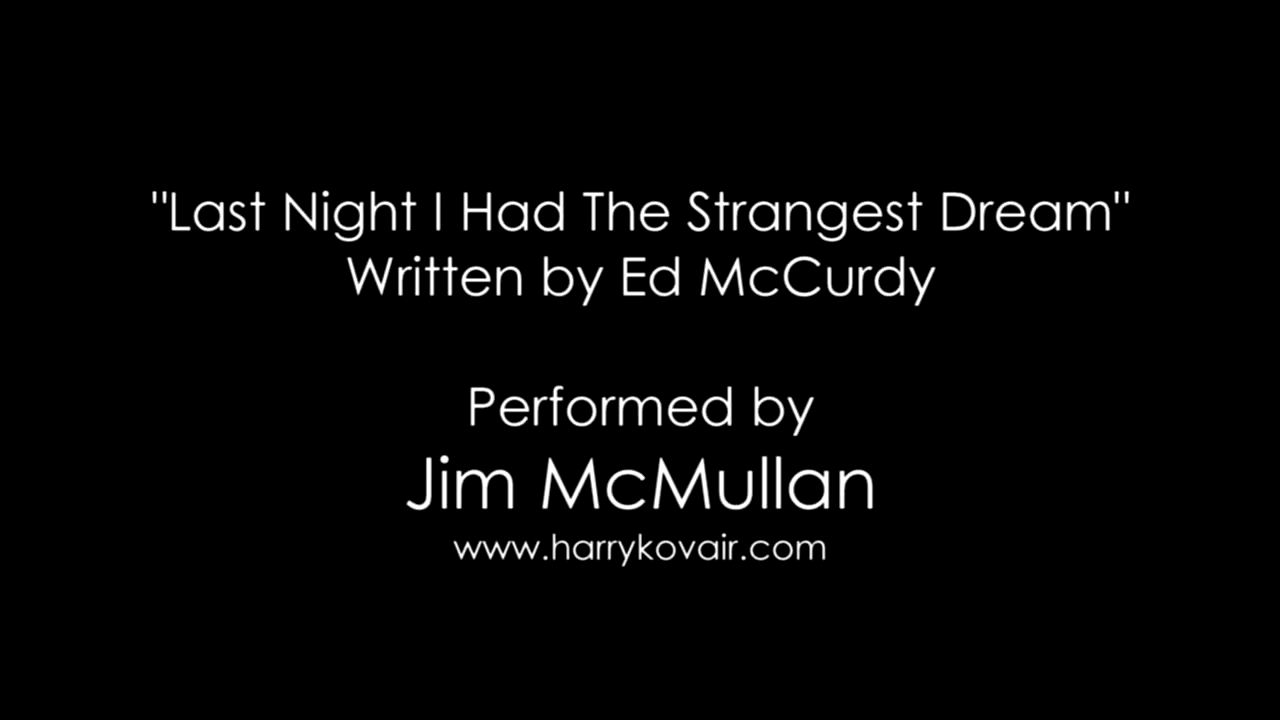 "Last Night I Had The Strangest Dream"
Written by Ed McCurdy
Performed by
Jim McMullan
www.harrykovair.com